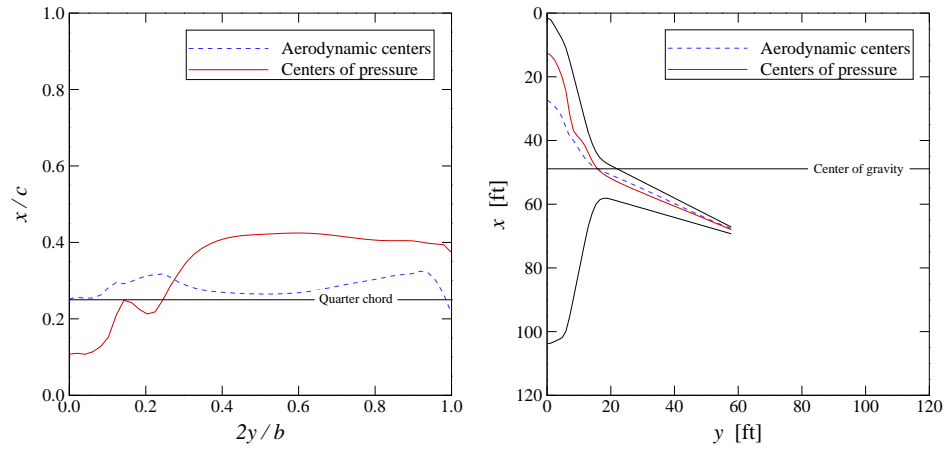 1.0
0.8
0.6
0.4
0.2
0.0
x / c
Aerodynamic centers
Centers of pressure
Quarter chord
0.0 0.2 0.4 0.6 0.8 1.0
2y / b
0
20
40
60
80
100
120
x [ft]
Aerodynamic centers
Centers of pressure
Center of gravity
0 20 40 60 80 100 120
y [ft]